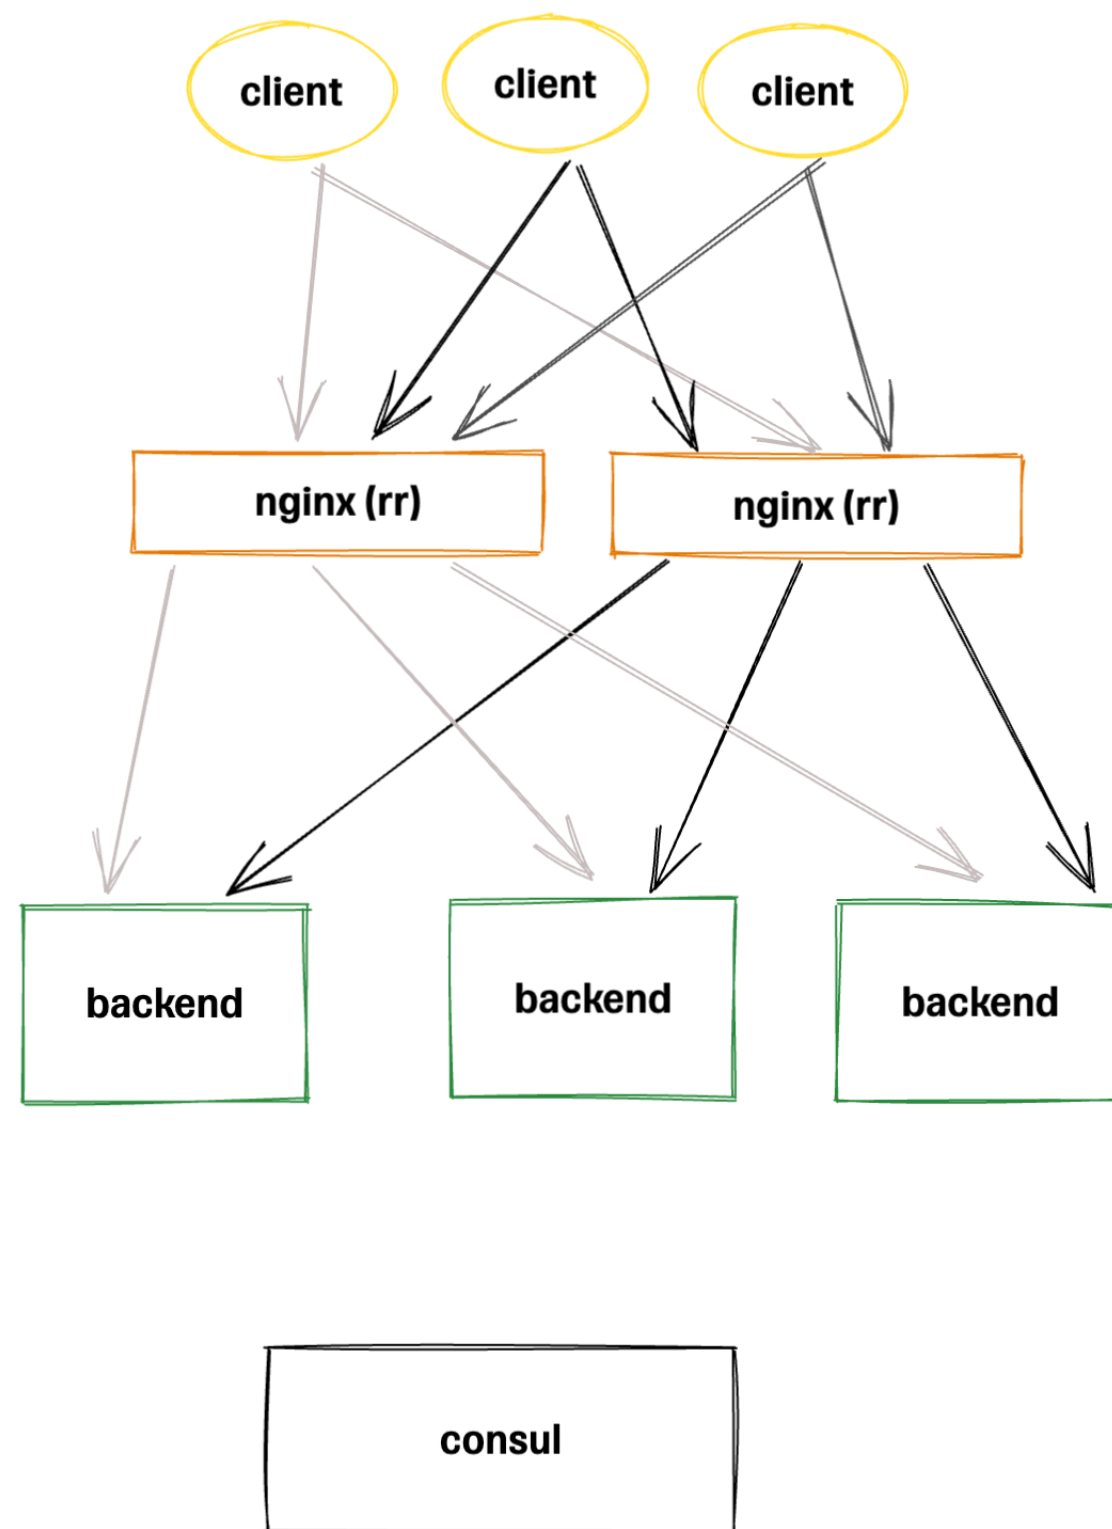 client
client
client
nginx (rr)
nginx (rr)
backend
backend
backend
consul